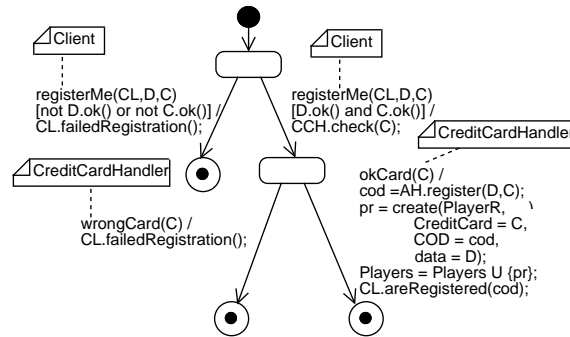 Client
registerMe(CL,D,C)
[not D.ok() or not C.ok()] /
CL.failedRegistration();
Client
registerMe(CL,D,C)
[D.ok() and C.ok()] /
CCH.check(C);
CreditCardHandler
wrongCard(C) /
CL.failedRegistration();
CreditCardHandler
okCard(C) /
cod =AH.register(D,C);
pr = create(PlayerR,
CreditCard = C,
COD = cod,
data = D);
Players = Players U {pr};
CL.areRegistered(cod);